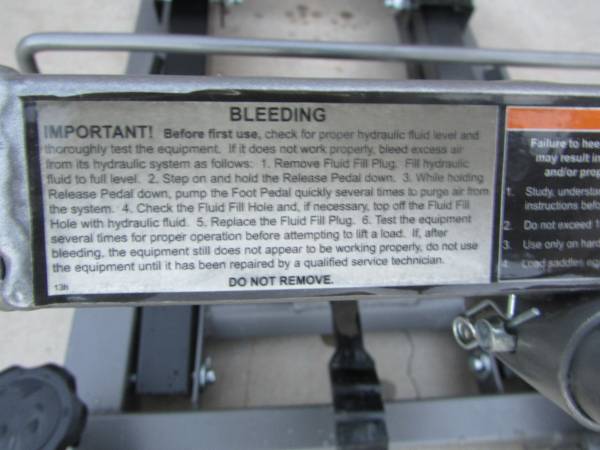 BLEEDING
IMPORTANT! Before first use, check for proper hydraulic fluid level and
thoroughly test the equipment. If it does not work properly, bleed excess air
from its hydraulic system as follows: 1. Remove Fluid Fill Plug. Fill hydraulic
fluid to full level. 2. Step on and hold the Release Pedal down. 3. While holding
Release Pedal down, pump the Foot Pedal quickly several times to purge air from
the system. 4. Check the Fluid Fill Hole and, if necessary, top off the Fluid Fill
Hole with hydraulic fluid. 5. Replace the Fluid Fill Plug. 6. Test the equipment
several times for proper operation before attempting to lift a load. If, after
bleeding, the equipment still does not appear to be working properly, do not use
the equipment until it has been repaired by a qualified service technician.
DO NOT REMOVE.
13h
Failure to hee
may result in
and/or prop
1. Study, understan
instructions befo
2. Do not exceed 1
3. Use only on hard
4. Load saddles